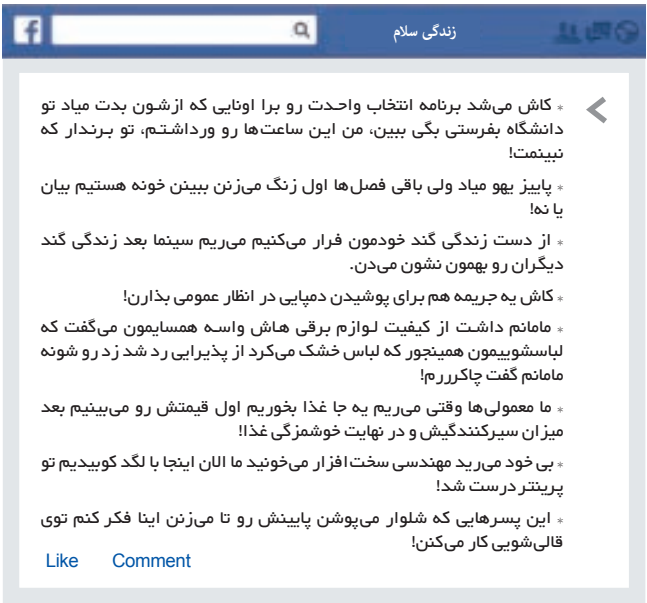 f
زندگی سلام
* کاش می‌شد برنامه انتخاب واحدت رو برا اونایی که ازشون بدت میاد تو
دانشگاه بفرستی بگی ببین، من این ساعت‌ها رو ورداشتم، تو برندار که
نبینمت!
* پاییز یهو میاد ولی باقی فصل‌ها اول زنگ می‌زنن ببینن خونه هستیم بیان
یا نه!
* از دست زندگی گند خودمون فرار می‌کنیم می‌ریم سینما بعد زندگی گند
دیگران رو بهمون نشون می‌دن.
* کاش یه جریمه هم برای پوشیدن دمپایی در انظار عمومی بذارن!
* مامانم داشت از کیفیت لوازم برقی هاش واسه همسایمون می‌گفت که
لباسشوییمون همینجور که لباس خشک می‌کرد از پذیرایی رد شد زد رو شونه
مامانم گفت چاکرررم!
* ما معمولی‌ها وقتی می‌ریم یه جا غذا بخوریم اول قیمتش رو می‌بینیم بعد
میزان سیرکنندگیش و در نهایت خوشمزگی غذا!
* بی خود می‌رید مهندسی سخت‌افزار می‌خونید ما الان اینجا با لگد کوبیدیم تو
پرینتر درست شد!
* این پسرهایی که شلوار می‌پوشن پایینش رو تا می‌زنن اینا فکر کنم توی
قالی‌شویی کار می‌کنن!
Like Comment